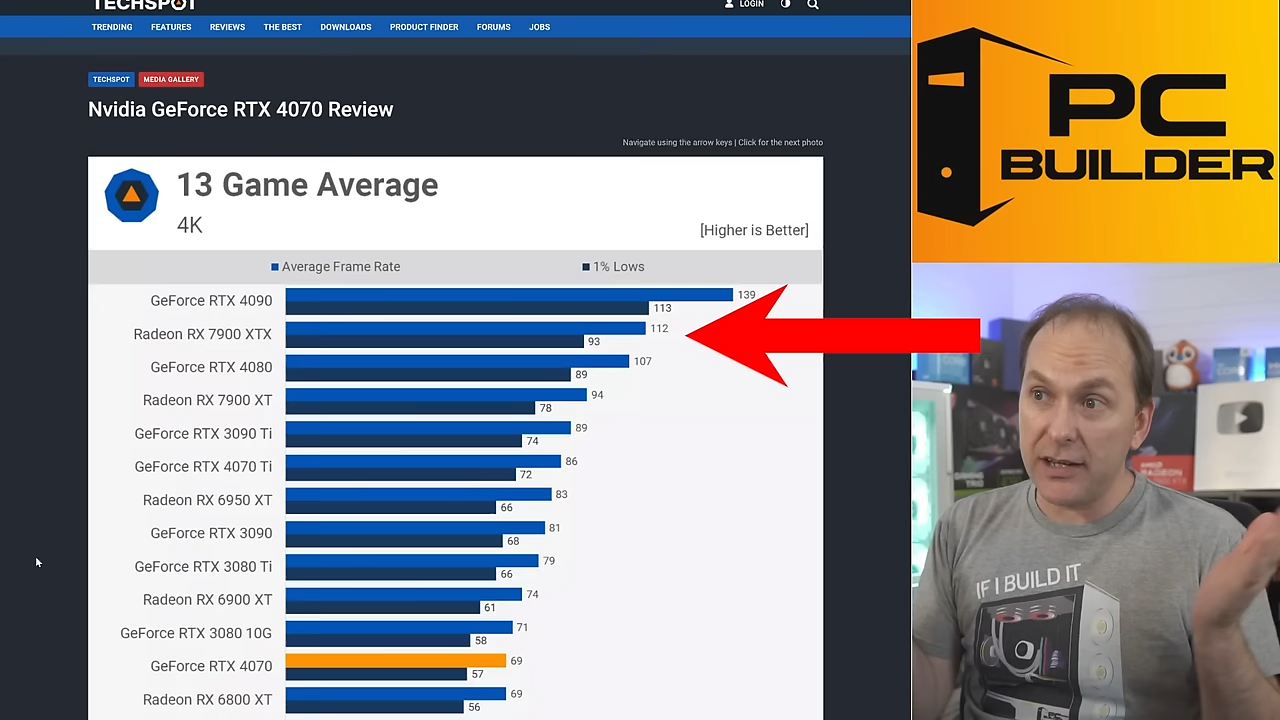 TECHSPOT
LOGIN
TRENDING FEATURES REVIEWS THE BEST DOWNLOADS PRODUCT FINDER FORUMS JOBS
TECHSPOT MEDIA GALLERY
Nvidia GeForce RTX 4070 Review
Navigate using the arrow keys | Click for the next photo
13 Game Average
4K
[Higher is Better]
Average Frame Rate 1% Lows
GeForce RTX 4090 139 113
Radeon RX 7900 XTX 112 93
GeForce RTX 4080 107 89
Radeon RX 7900 XT 94 78
GeForce RTX 3090 Ti 89 74
GeForce RTX 4070 Ti 86 72
Radeon RX 6950 XT 83 66
GeForce RTX 3090 81 68
GeForce RTX 3080 Ti 79 66
Radeon RX 6900 XT 74 61
GeForce RTX 3080 10G 71 58
GeForce RTX 4070 69 57
Radeon RX 6800 XT 69 56
PC
BUILDER
IF I BUILD IT